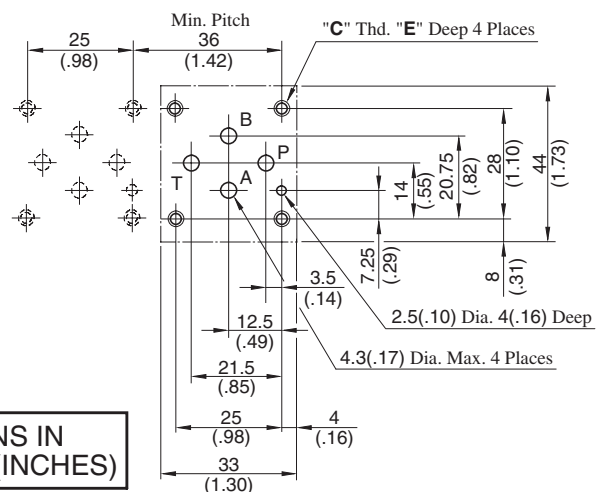 Min. Pitch
25
(.98)
36
(1.42)
"C" Thd. "E" Deep 4 Places
B
P
T
A
14
(.55)
20.75
(.82)
28
(1.10)
44
(1.73)
7.25
(.29)
8
(.31)
3.5
(.14)
2.5(.10) Dia. 4(.16) Deep
12.5
(.49)
4.3(.17) Dia. Max. 4 Places
21.5
(.85)
25
(.98)
4
(.16)
33
(1.30)
NS IN
(INCHES)